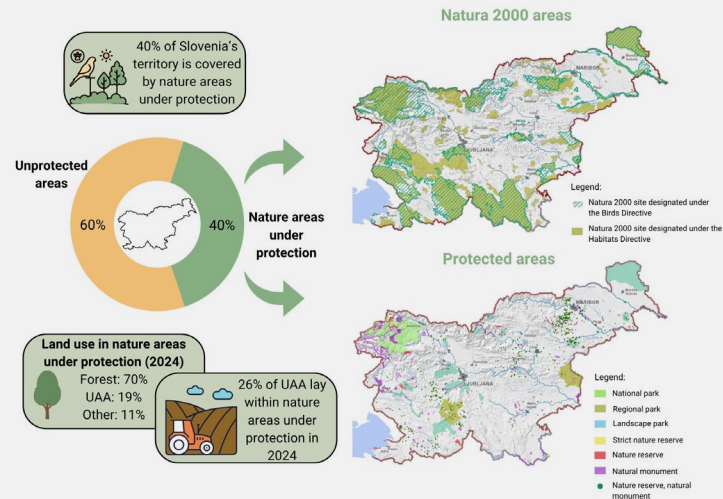 Natura 2000 areas
40% of Slovenia's
territory is covered
by nature areas
under protection
MARIBOR
LJUBLJANA
Unprotected
areas
60%
40%
Nature areas
under
protection
Legend:
Natura 2000 site designated under
the Birds Directive
Natura 2000 site designated under the
Habitats Directive
Protected areas
MARIBOR
LJUBLJANA
Land use in nature areas
under protection (2024)
Forest: 70%
UAA: 19%
Other: 11%
26% of UAA lay
within nature
areas under
protection in
2024
Legend:
National park
Regional park
Landscape park
Strict nature reserve
Nature reserve
Natural monument
Nature reserve, natural
monument